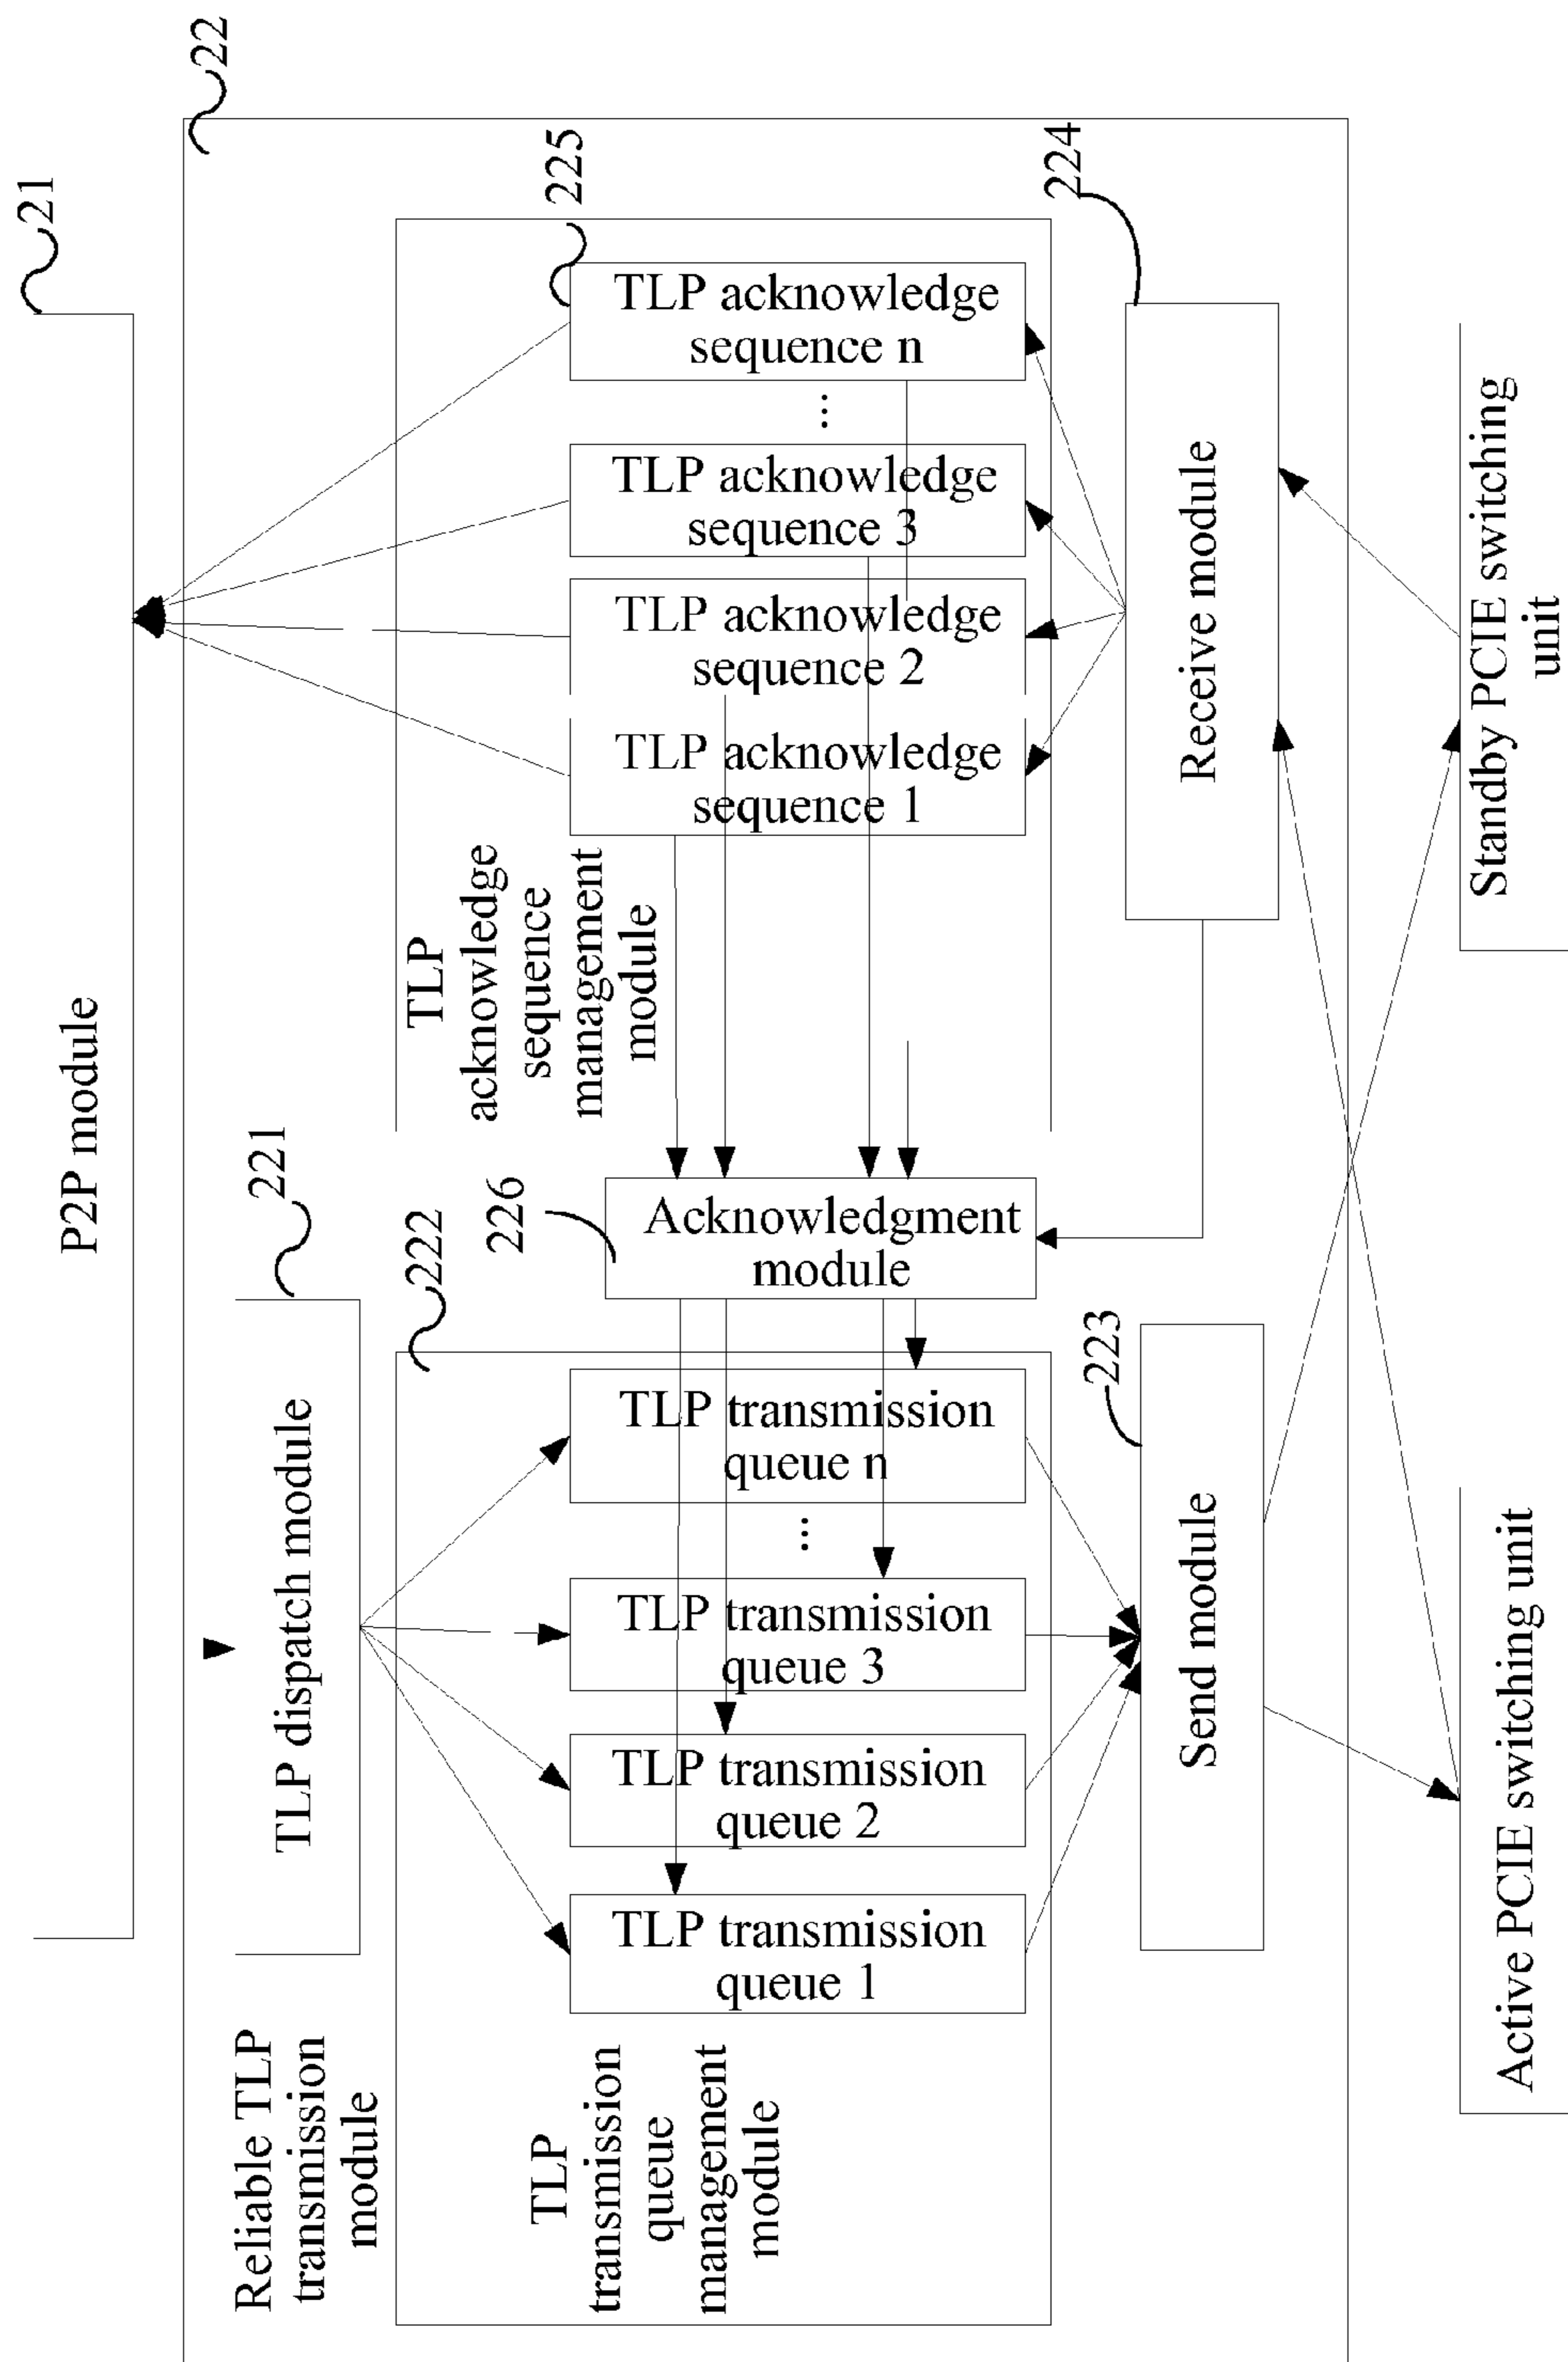 21
P2P module
22
Reliable TLP
transmission
module
221
TLP dispatch module
222
TLP
transmission
queue
management
module
TLP transmission
queue 1
TLP transmission
queue 2
TLP transmission
queue 3
...
TLP transmission
queue n
226
Acknowledgment
module
TLP
acknowledge
sequence
management
module
225
TLP acknowledge
sequence 1
TLP acknowledge
sequence 2
TLP acknowledge
sequence 3
...
TLP acknowledge
sequence n
223
Send module
224
Receive module
Active PCIE switching unit
Standby PCIE switching
unit